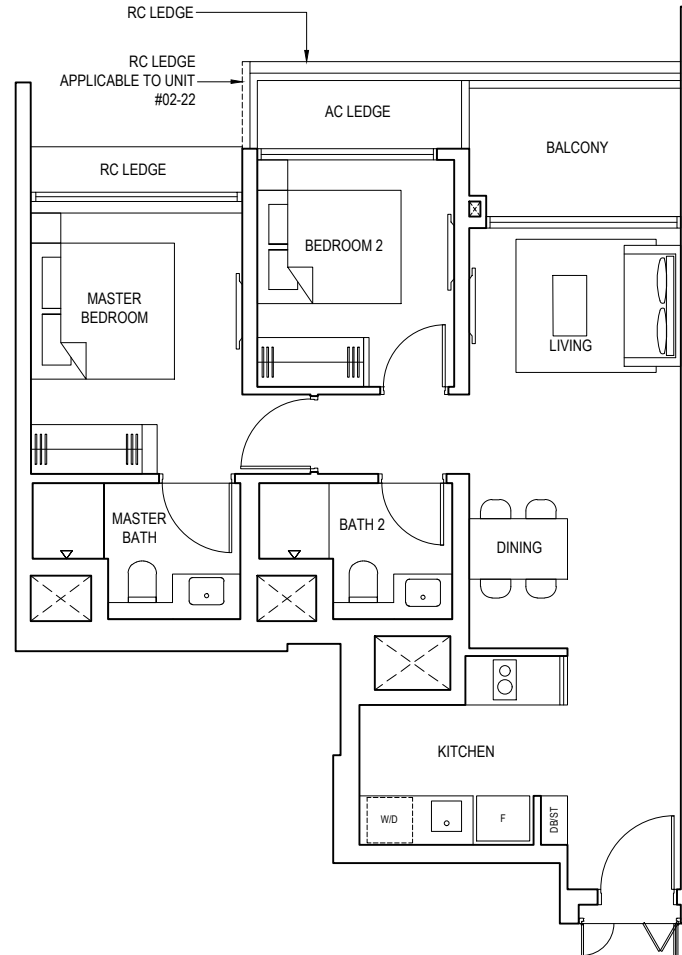 RC LEDGE
RC LEDGE
APPLICABLE TO UNIT
#02-22
AC LEDGE
BALCONY
RC LEDGE
BEDROOM 2
MASTER
BEDROOM
LIVING
MASTER
BATH
BATH 2
DINING
KITCHEN
W/D
F
DB/ST